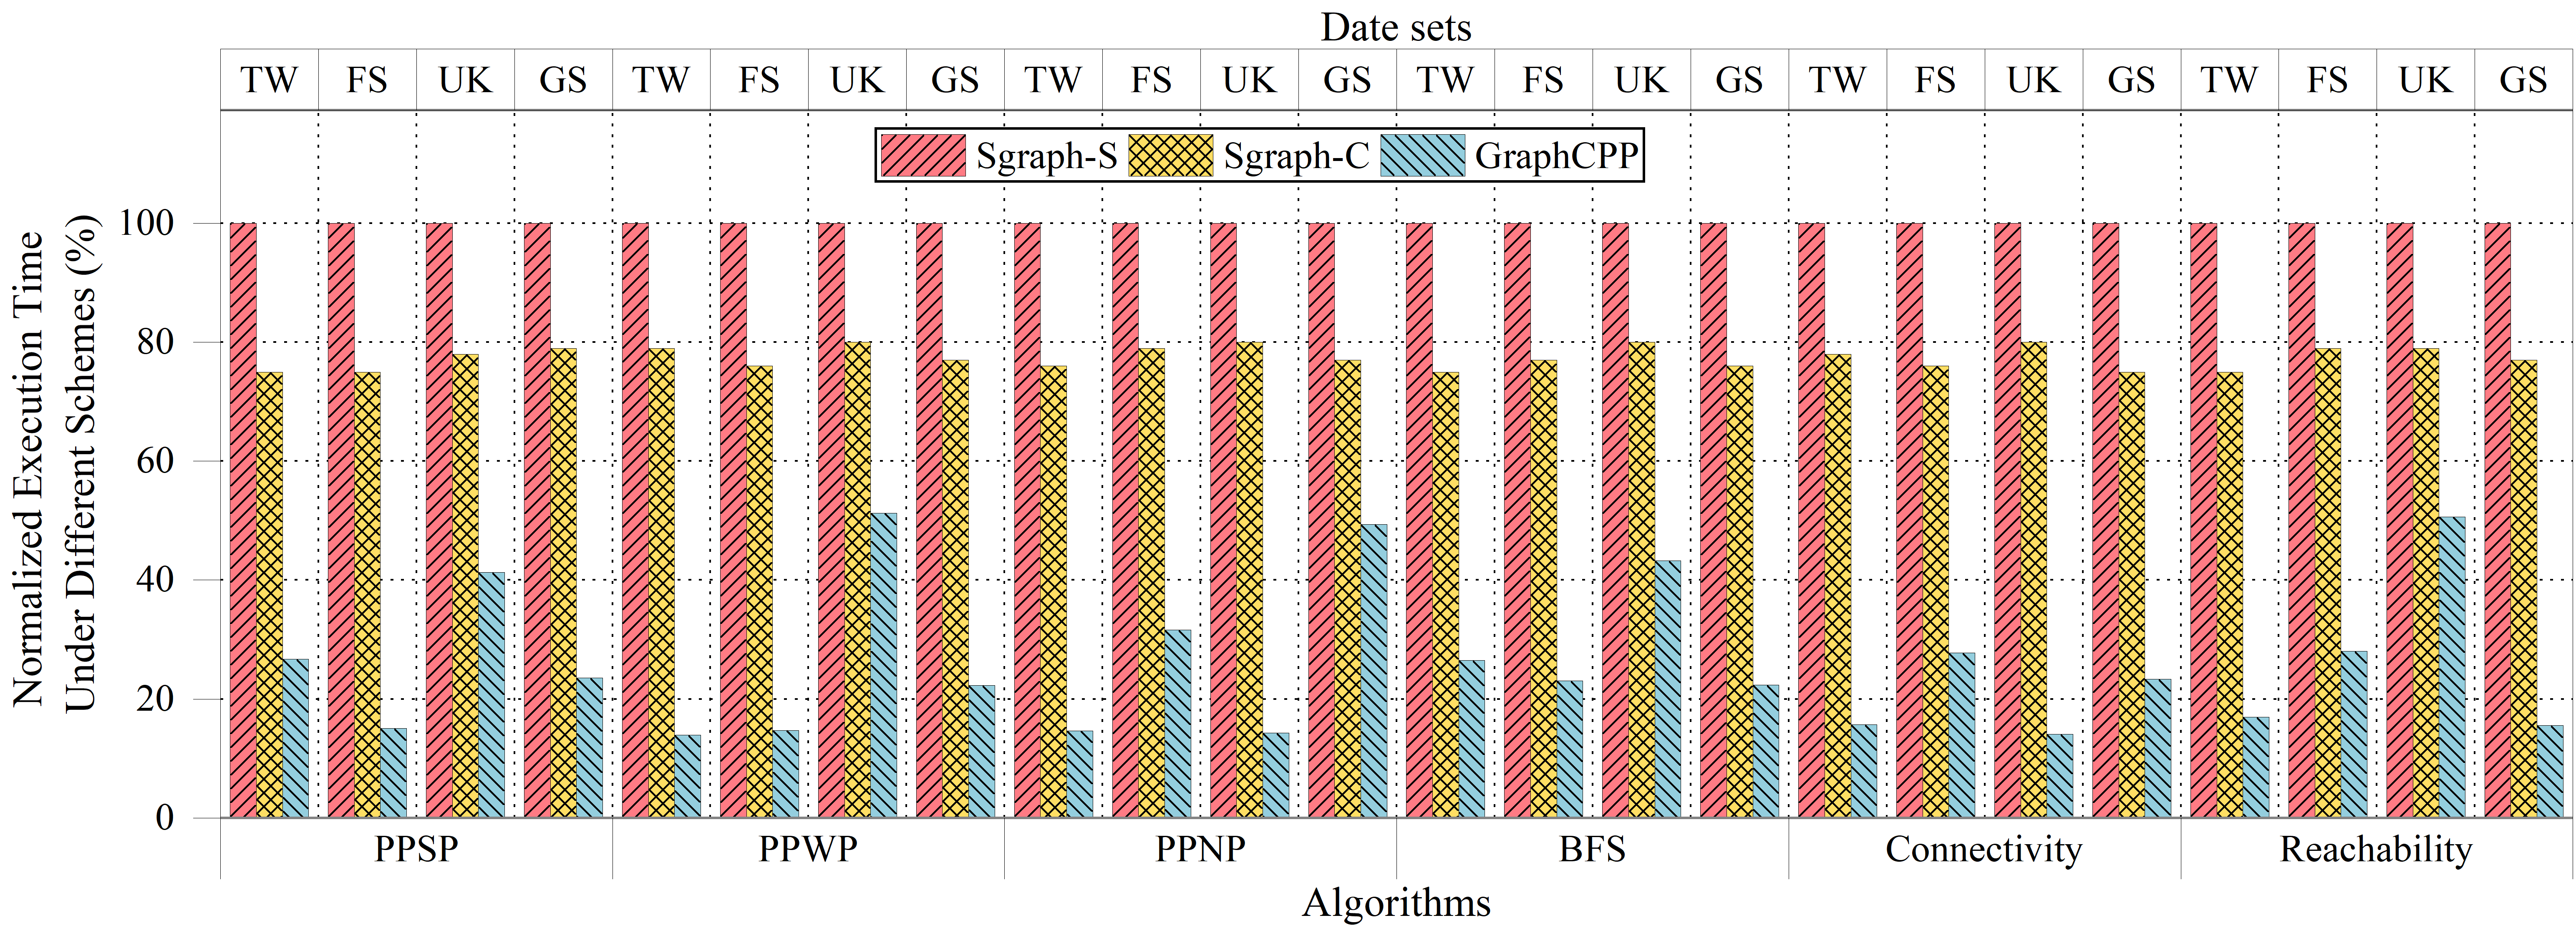 Date sets
TW FS UK GS TW FS UK GS TW FS UK GS TW FS UK GS TW FS UK GS TW FS UK GS
Sgraph-S Sgraph-C GraphCPP
Normalized Execution Time
Under Different Schemes (%)
100
80
60
40
20
0
PPSP PPWP PPNP BFS Connectivity Reachability
Algorithms